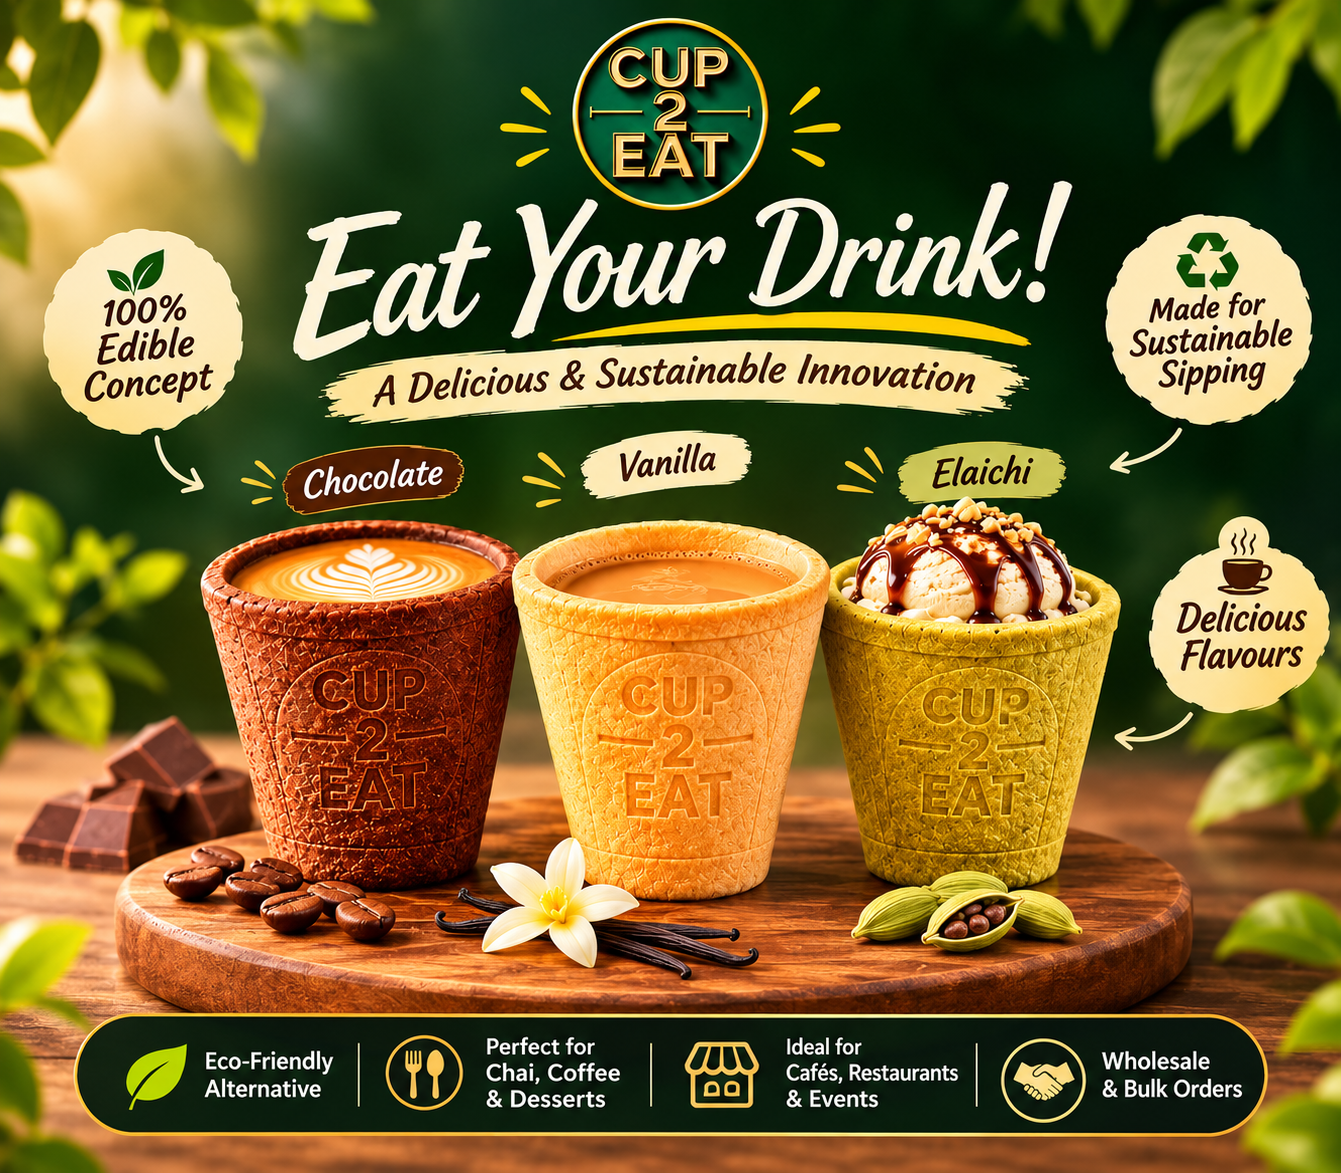 CUP
2
EAT
Eat Your Drink!
A Delicious & Sustainable Innovation
100%
Edible
Concept
Made for
Sustainable
Sipping
Chocolate
Vanilla
Elaichi
Delicious
Flavours
CUP
2
EAT
CUP
2
EAT
CUP
2
EAT
Eco-Friendly
Alternative
Perfect for
Chai, Coffee
& Desserts
Ideal for
Cafés, Restaurants
& Events
Wholesale
& Bulk Orders